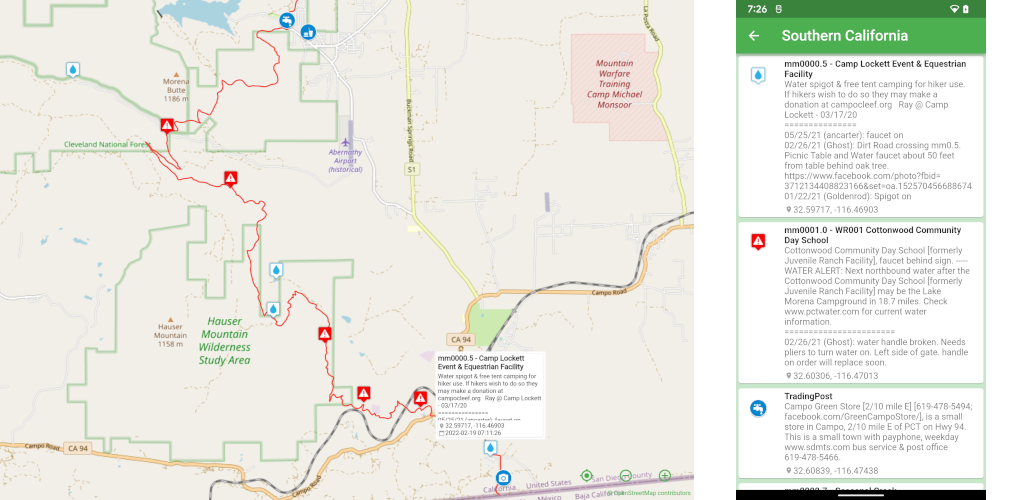 Morena
Butte
1186 m
Cleveland National Forest
Mountain
Warfare
Training
Camp Michael
Monsoor
La Posta Road
Buckman Springs Road
Abernathy
Airport
(historical)
S1
Hauser
Mountain
1158 m
Hauser
Mountain
Wilderness
Study Area
Campo Road
CA 94
mm0000.5 - Camp Lockett
Event & Equestrian Facility
Water spigot & free tent camping for
hiker use. If hikers wish to do so they
may make a donation at
campocleef.org Ray @ Camp Lockett
- 03/17/20
===============
05/25/21 (ancarter): faucet on
32.59717, -116.46903
2022-02-19 07:11:26
Campo Road
CA 94
California
San Diego County
Baja California
México
© OpenStreetMap contributors
7:26
Southern California
mm0000.5 - Camp Lockett Event & Equestrian
Facility
Water spigot & free tent camping for hiker use.
If hikers wish to do so they may make a
donation at campocleef.org Ray @ Camp
Lockett - 03/17/20
===============
05/25/21 (ancarter): faucet on
02/26/21 (Ghost): Dirt Road crossing mm0.5.
Picnic Table and Water faucet about 50 feet
from table behind oak tree.
https://www.facebook.com/photo?fbid=
3712134408823166&set=oa.152570456688674
01/22/21 (Goldenrod): Spigot on
32.59717, -116.46903
mm0001.0 - WR001 Cottonwood Community
Day School
Cottonwood Community Day School [formerly
Juvenile Ranch Facility], faucet behind sign. ----
WATER ALERT: Next northbound water after the
Cottonwood Community Day School [formerly
Juvenile Ranch Facility] may be the Lake
Morena Campground in 18.7 miles. Check
www.pctwater.com for current water
information.
======================
02/26/21 (Ghost): water handle broken. Needs
pliers to turn water on. Left side of gate. handle
on order will replace soon.
32.60306, -116.47013
TradingPost
Campo Green Store [2/10 mile E] [619-478-5494;
facebook.com/GreenCampoStore/], is a small
store in Campo, 2/10 mile E of PCT on Hwy 94.
This is a small town with payphone, weekday
www.sdmts.com bus service & post office
619-478-5466.
32.60839, -116.47438